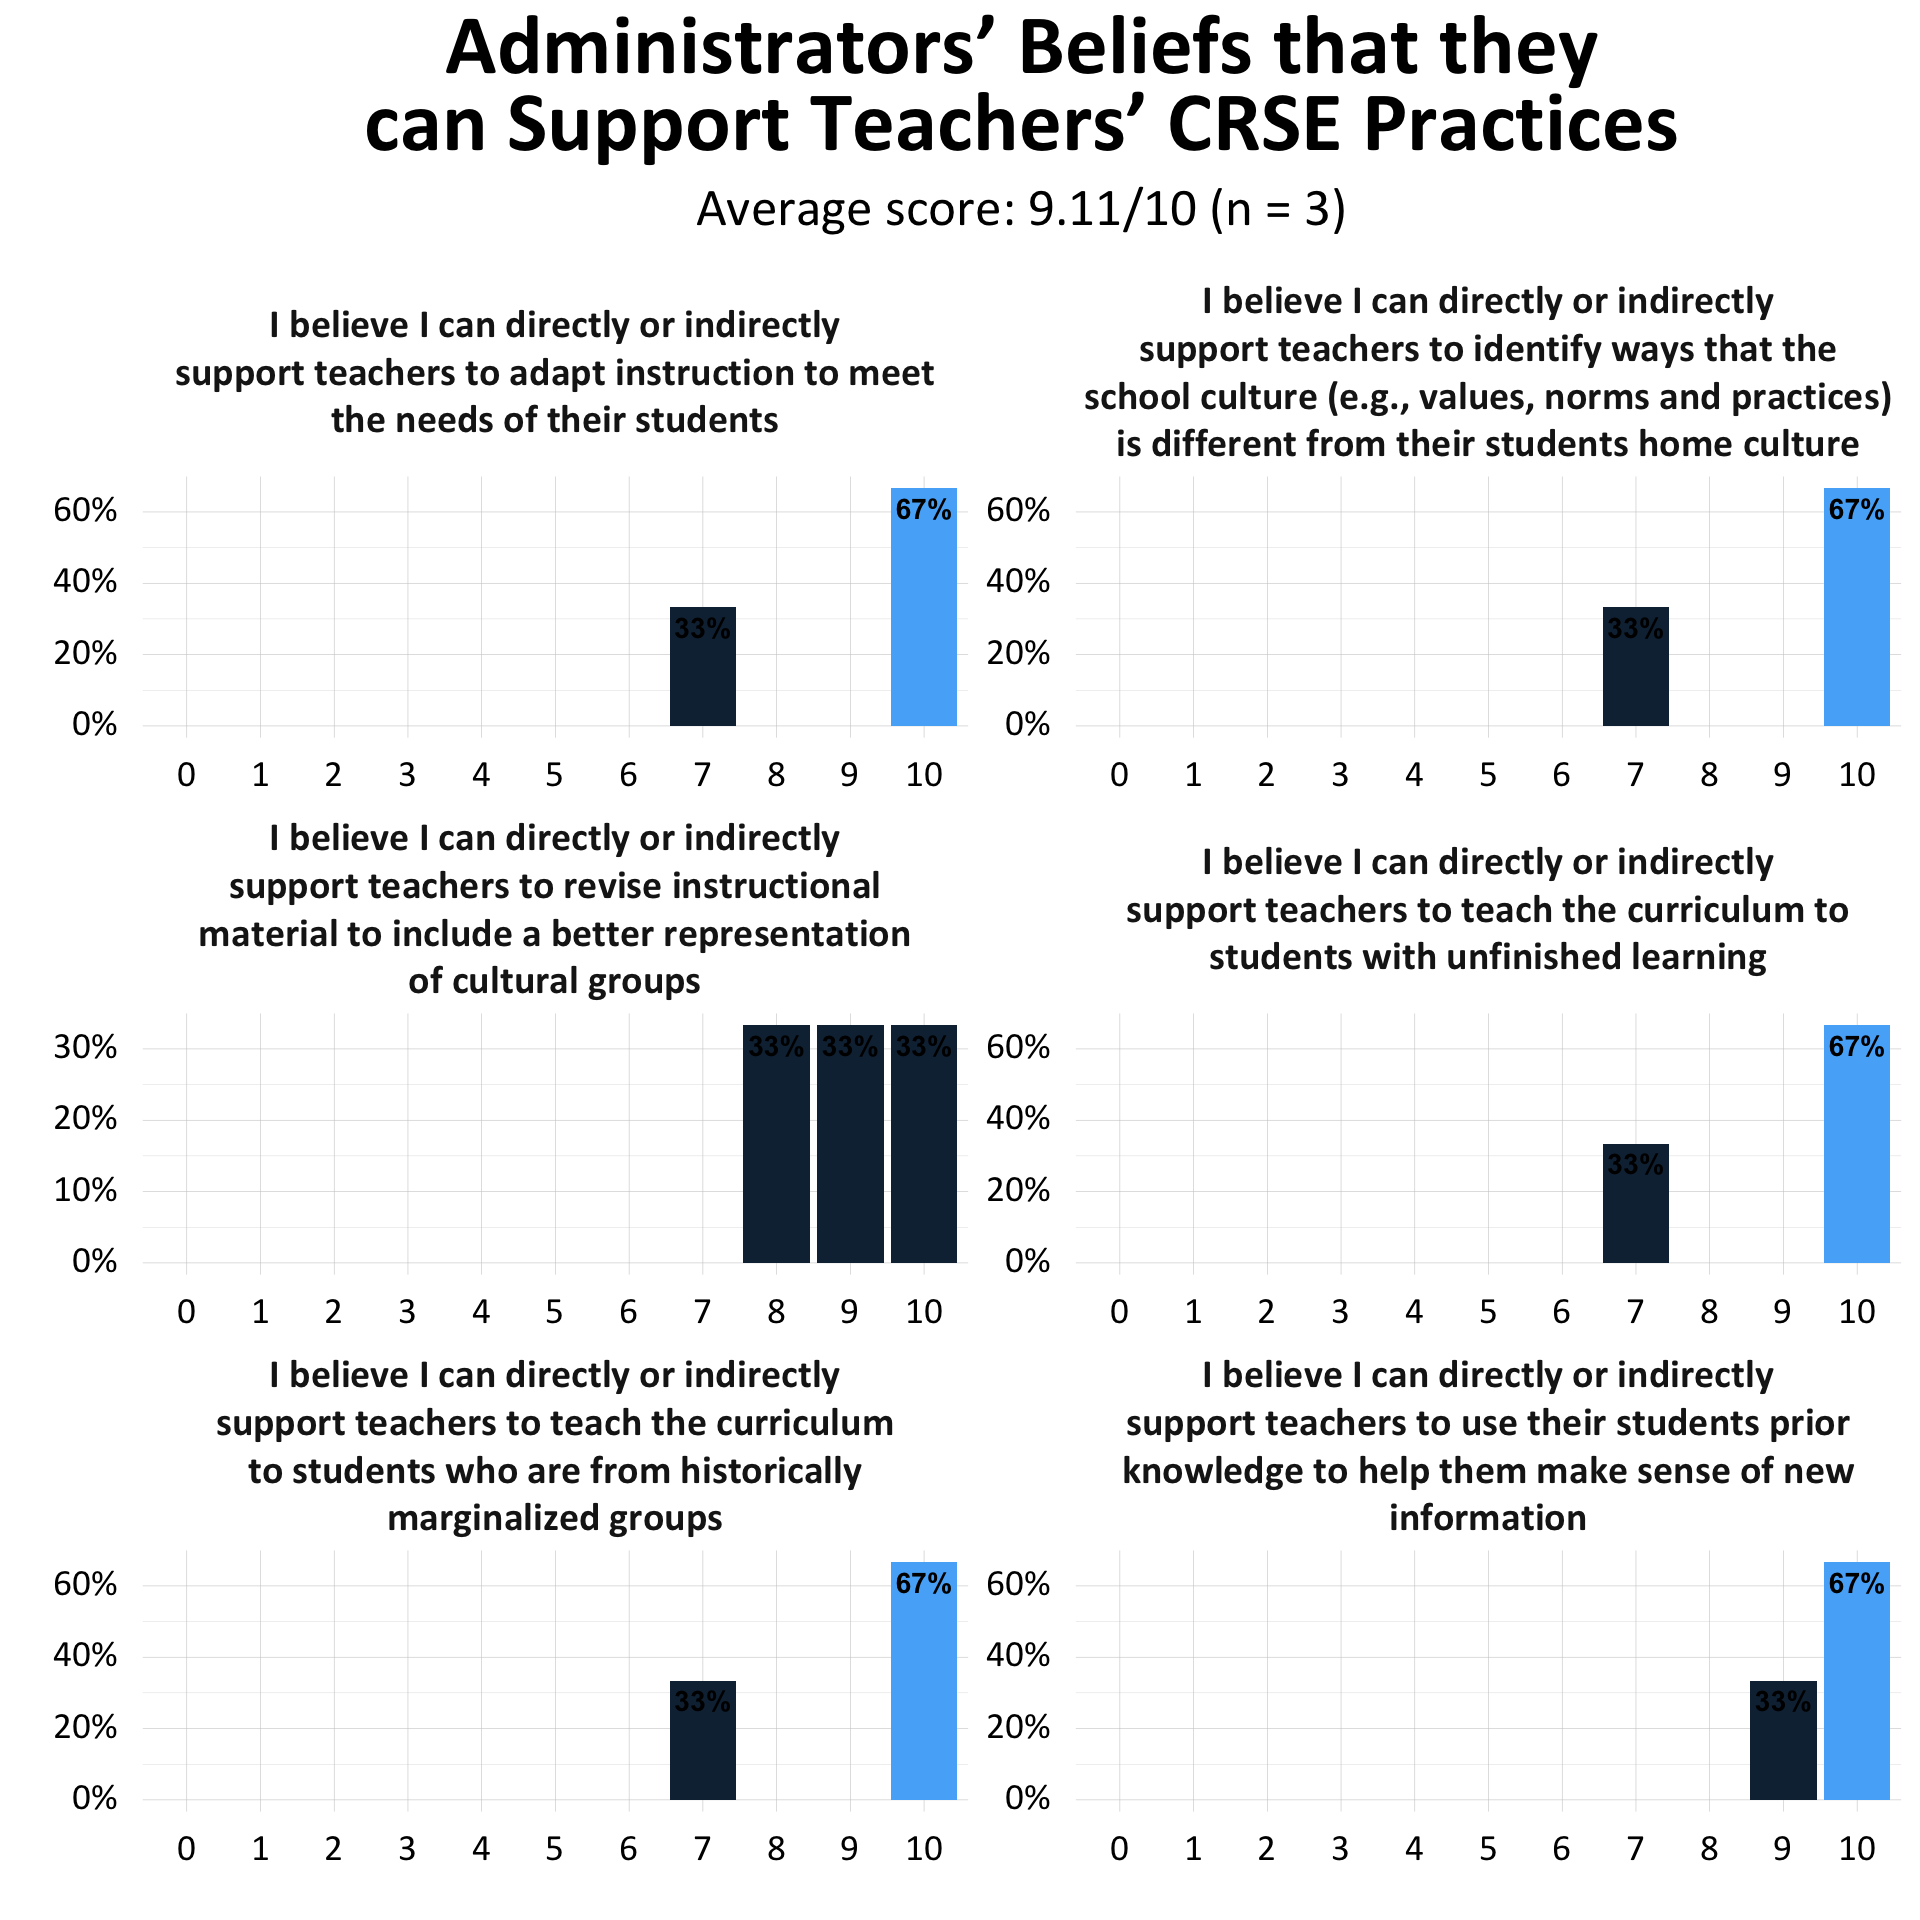 Administrators’ Beliefs that they
can Support Teachers’ CRSE Practices
Average score: 9.11/10 (n = 3)
I believe I can directly or indirectly
support teachers to adapt instruction to meet
the needs of their students
60%
40%
20%
0%
33%
67%
0 1 2 3 4 5 6 7 8 9 10
I believe I can directly or indirectly
support teachers to identify ways that the
school culture (e.g., values, norms and practices)
is different from their students home culture
60%
40%
20%
0%
33%
67%
0 1 2 3 4 5 6 7 8 9 10
I believe I can directly or indirectly
support teachers to revise instructional
material to include a better representation
of cultural groups
30%
20%
10%
0%
33% 33% 33%
0 1 2 3 4 5 6 7 8 9 10
I believe I can directly or indirectly
support teachers to teach the curriculum to
students with unfinished learning
60%
40%
20%
0%
33%
67%
0 1 2 3 4 5 6 7 8 9 10
I believe I can directly or indirectly
support teachers to teach the curriculum
to students who are from historically
marginalized groups
60%
40%
20%
0%
33%
67%
0 1 2 3 4 5 6 7 8 9 10
I believe I can directly or indirectly
support teachers to use their students prior
knowledge to help them make sense of new
information
60%
40%
20%
0%
33%
67%
0 1 2 3 4 5 6 7 8 9 10